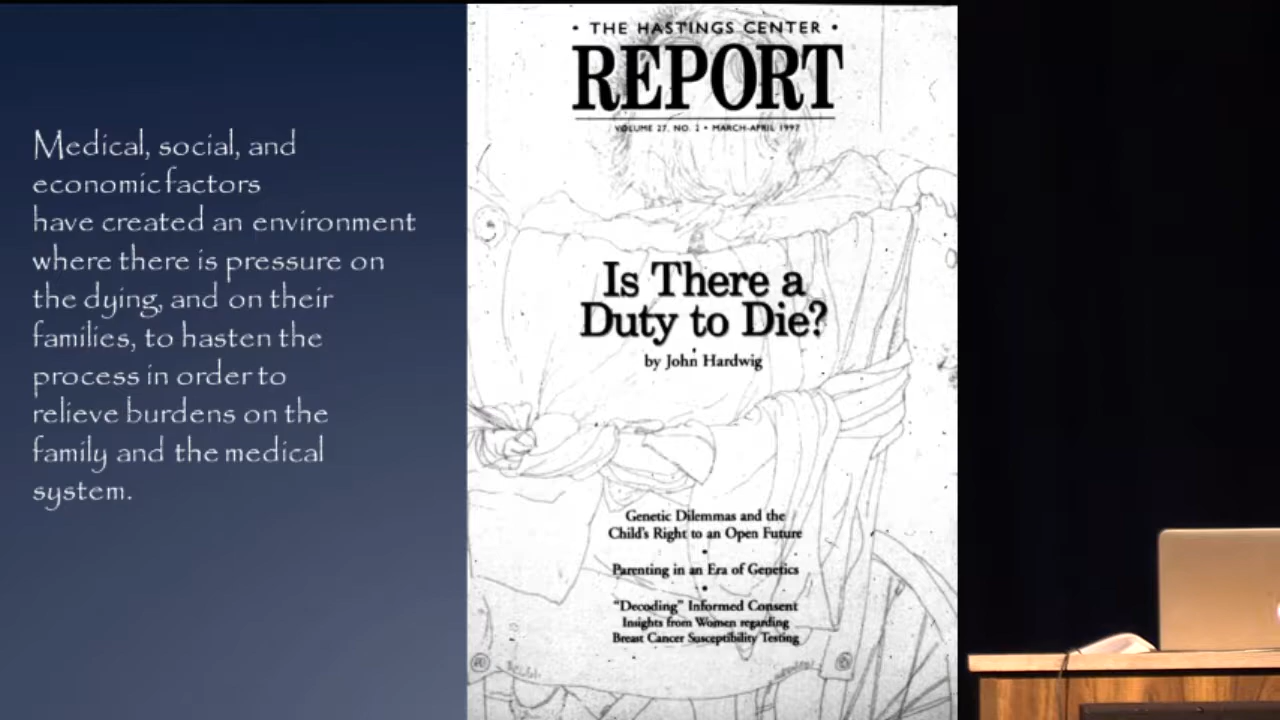 Medical, social, and
economic factors
have created an environment
where there is pressure on
the dying, and on their
families, to hasten the
process in order to
relieve burdens on the
family and the medical
system.
• THE HASTINGS CENTER •
REPORT
VOLUME 27, NO. 2 • MARCH-APRIL 1997
Is There a
Duty to Die?
by John Hardwig
Genetic Dilemmas and the
Child's Right to an Open Future
•
Parenting in an Era of Genetics
•
"Decoding" Informed Consent
Insights from Women regarding
Breast Cancer Susceptibility Testing